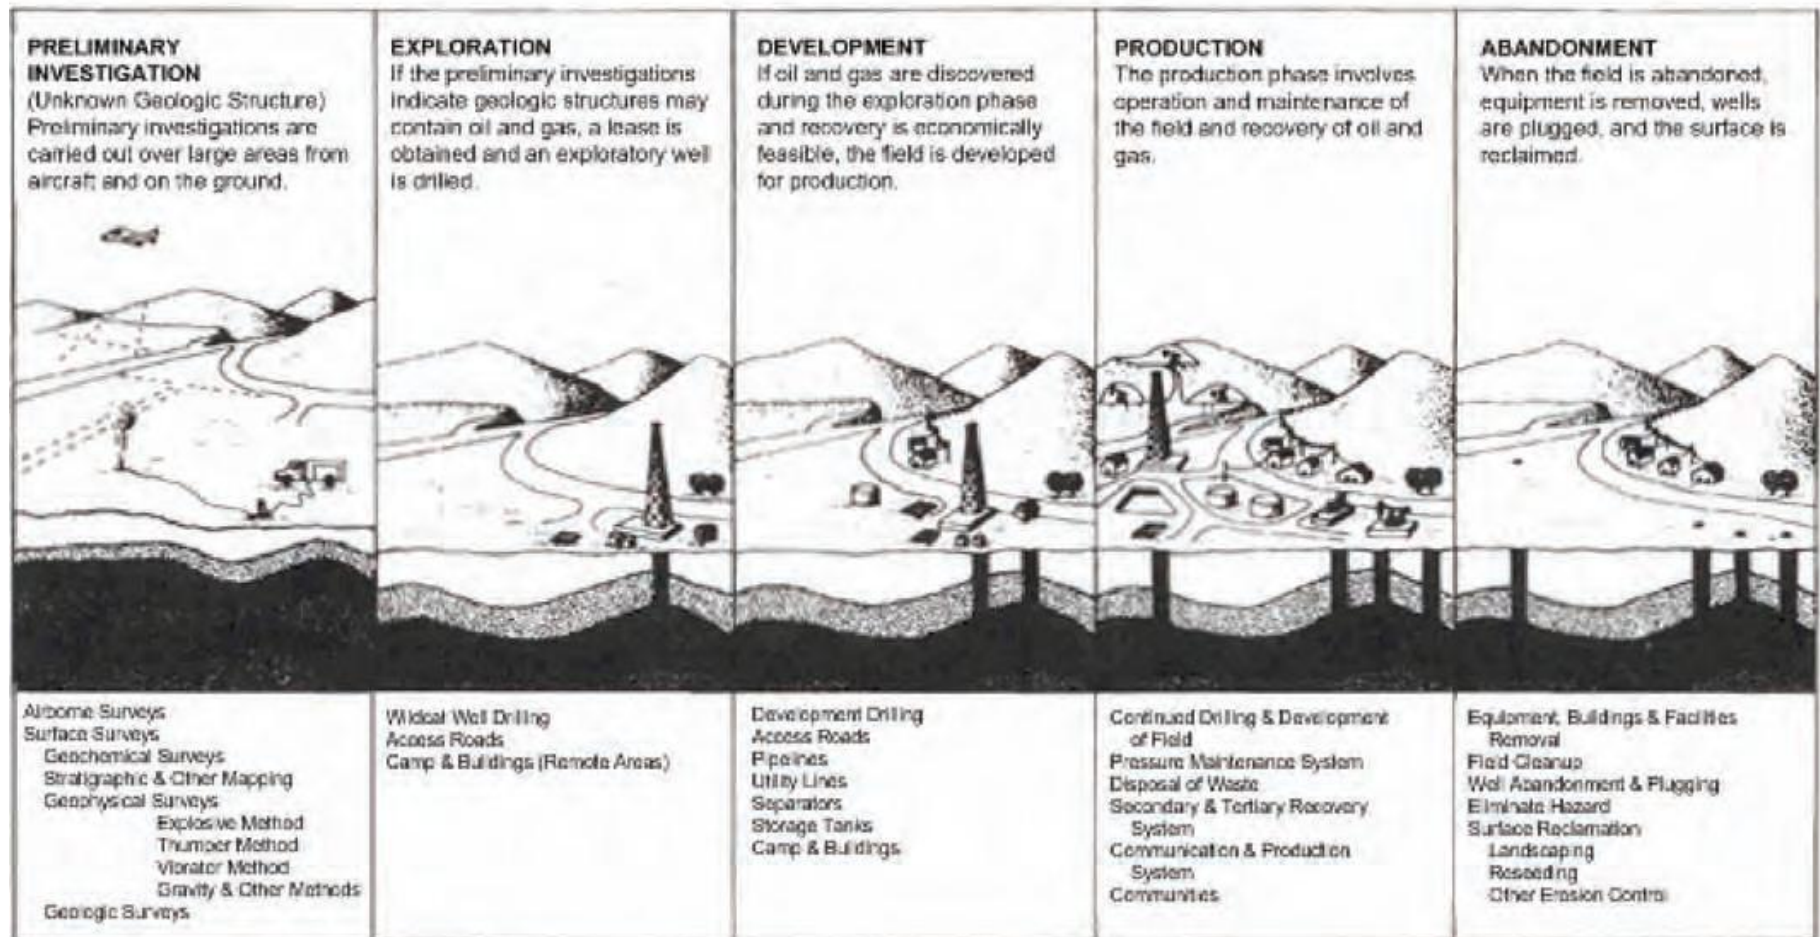 PRELIMINARY
INVESTIGATION
(Unknown Geologic Structure)
Preliminary investigations are
carried out over large areas from
aircraft and on the ground.
EXPLORATION
If the preliminary investigations
indicate geologic structures may
contain oil and gas, a lease is
obtained and an exploratory well
is drilled.
DEVELOPMENT
If oil and gas are discovered
during the exploration phase
and recovery is economically
feasible, the field is developed
for production.
PRODUCTION
The production phase involves
operation and maintenance of
the field and recovery of oil and
gas.
ABANDONMENT
When the field is abandoned,
equipment is removed, wells
are plugged, and the surface is
reclaimed.
Airborne Surveys
Surface Surveys
Geochemical Surveys
Stratigraphic & Other Mapping
Geophysical Surveys
Explosive Method
Thumper Method
Vibrator Method
Gravity & Other Methods
Geologic Surveys
Wildcat Well Drilling
Access Roads
Camp & Buildings (Remote Areas)
Development Drilling
Access Roads
Pipelines
Utility Lines
Separators
Storage Tanks
Camp & Buildings
Continued Drilling & Development
of Field
Pressure Maintenance System
Disposal of Waste
Secondary & Tertiary Recovery
System
Communication & Production
System
Communities
Equipment, Buildings & Facilities
Removal
Field Cleanup
Well Abandonment & Plugging
Eliminate Hazard
Surface Reclamation
Landscaping
Reseeding
Other Erosion Control